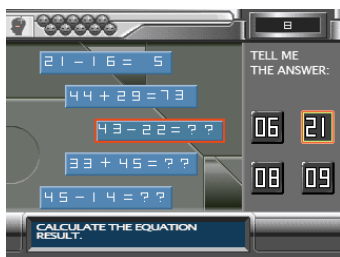 8
21-16= 5
TELL ME
THE ANSWER:
44+29=73
43-22=??
06 21
33+45=??
08 09
45-14=??
CALCULATE THE EQUATION
RESULT.